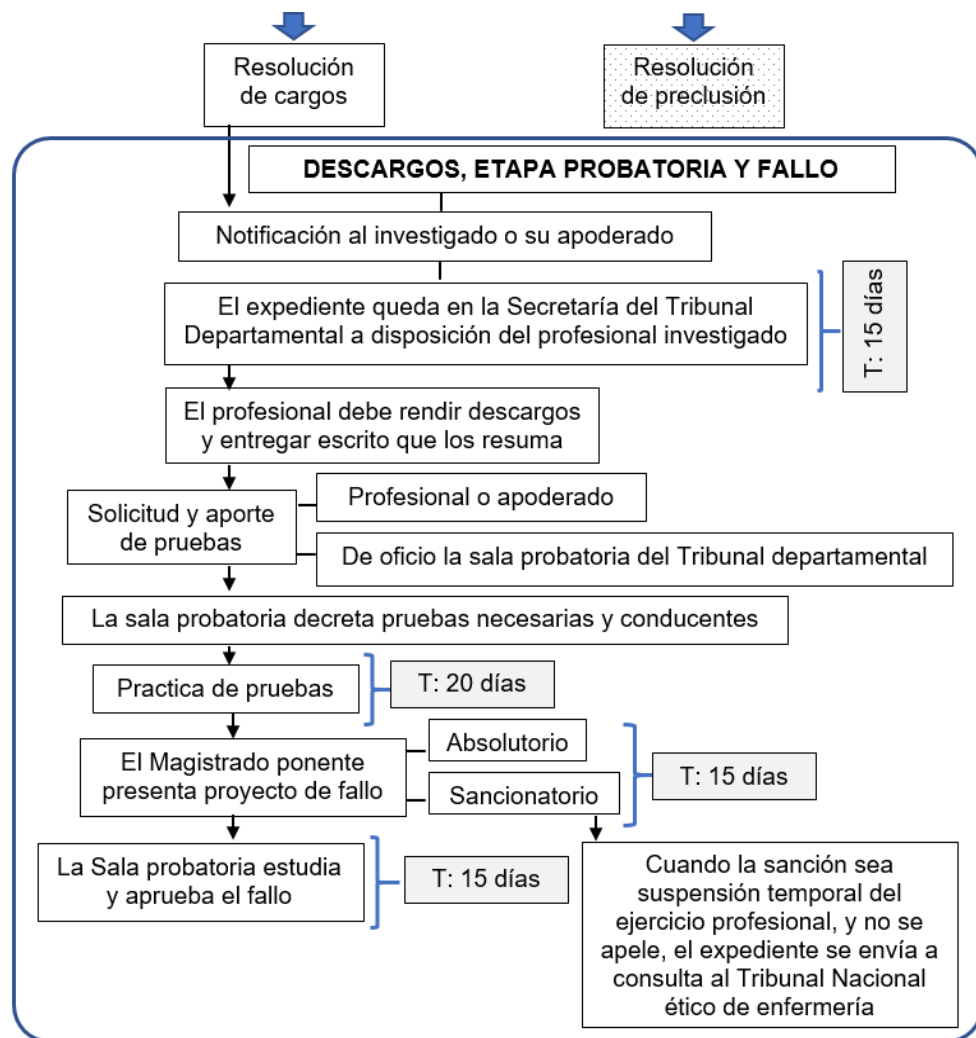 Resolución
de cargos
Resolución
de preclusión
DESCARGOS, ETAPA PROBATORIA Y FALLO
Notificación al investigado o su apoderado
El expediente queda en la Secretaría del Tribunal
Departamental a disposición del profesional investigado
T: 15 días
El profesional debe rendir descargos
y entregar escrito que los resuma
Solicitud y aporte
de pruebas
Profesional o apoderado
De oficio la sala probatoria del Tribunal departamental
La sala probatoria decreta pruebas necesarias y conducentes
Practica de pruebas
T: 20 días
El Magistrado ponente
presenta proyecto de fallo
Absolutorio
Sancionatorio
T: 15 días
La Sala probatoria estudia
y aprueba el fallo
T: 15 días
Cuando la sanción sea
suspensión temporal del
ejercicio profesional, y no se
apele, el expediente se envía a
consulta al Tribunal Nacional
ético de enfermería